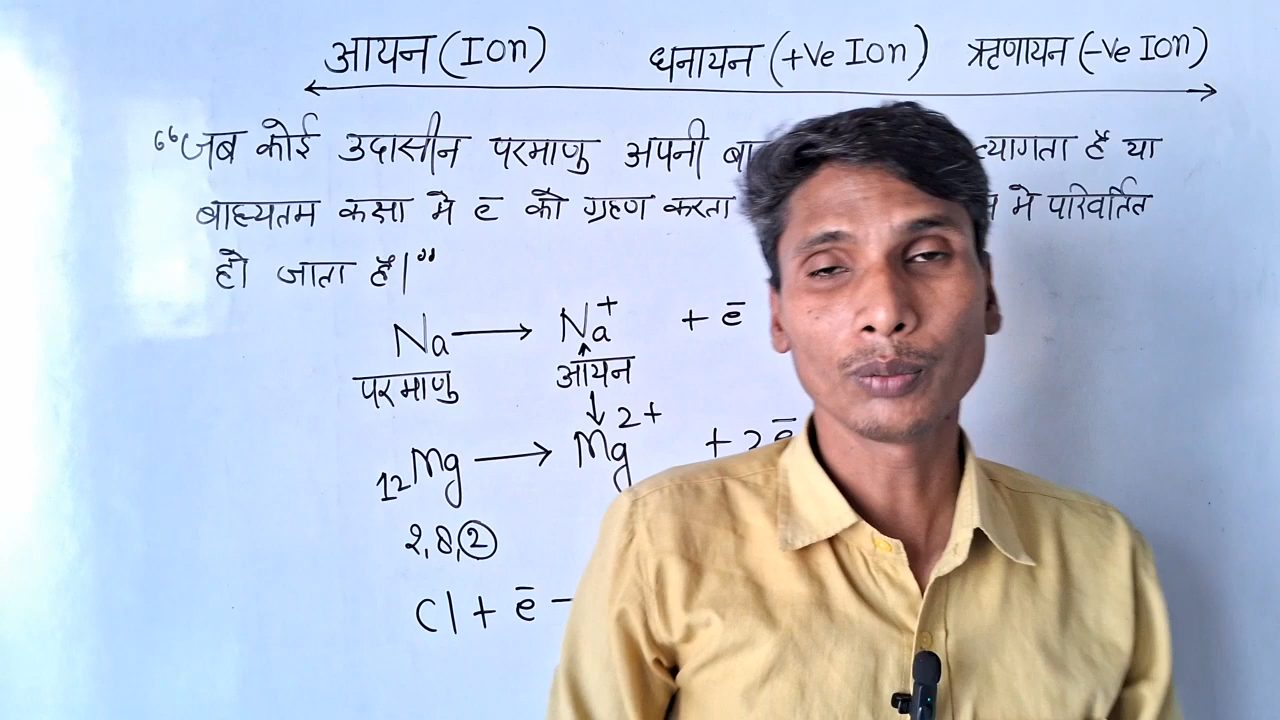 आयन (Ion) धनायन (+Ve Ion) ऋणायन (-Ve Ion)
“जब कोई उदासीन परमाणु अपनी त्यागता है या
बाह्यतम कक्षा मे e̅ को ग्रहण करता मे परिवर्तित
हो जाता है।”
Na ⟶ Na⁺ + e̅
परमाणु आयन
₁₂Mg ⟶ Mg²⁺ + 2e̅
2,8,2
Cl + e̅ –